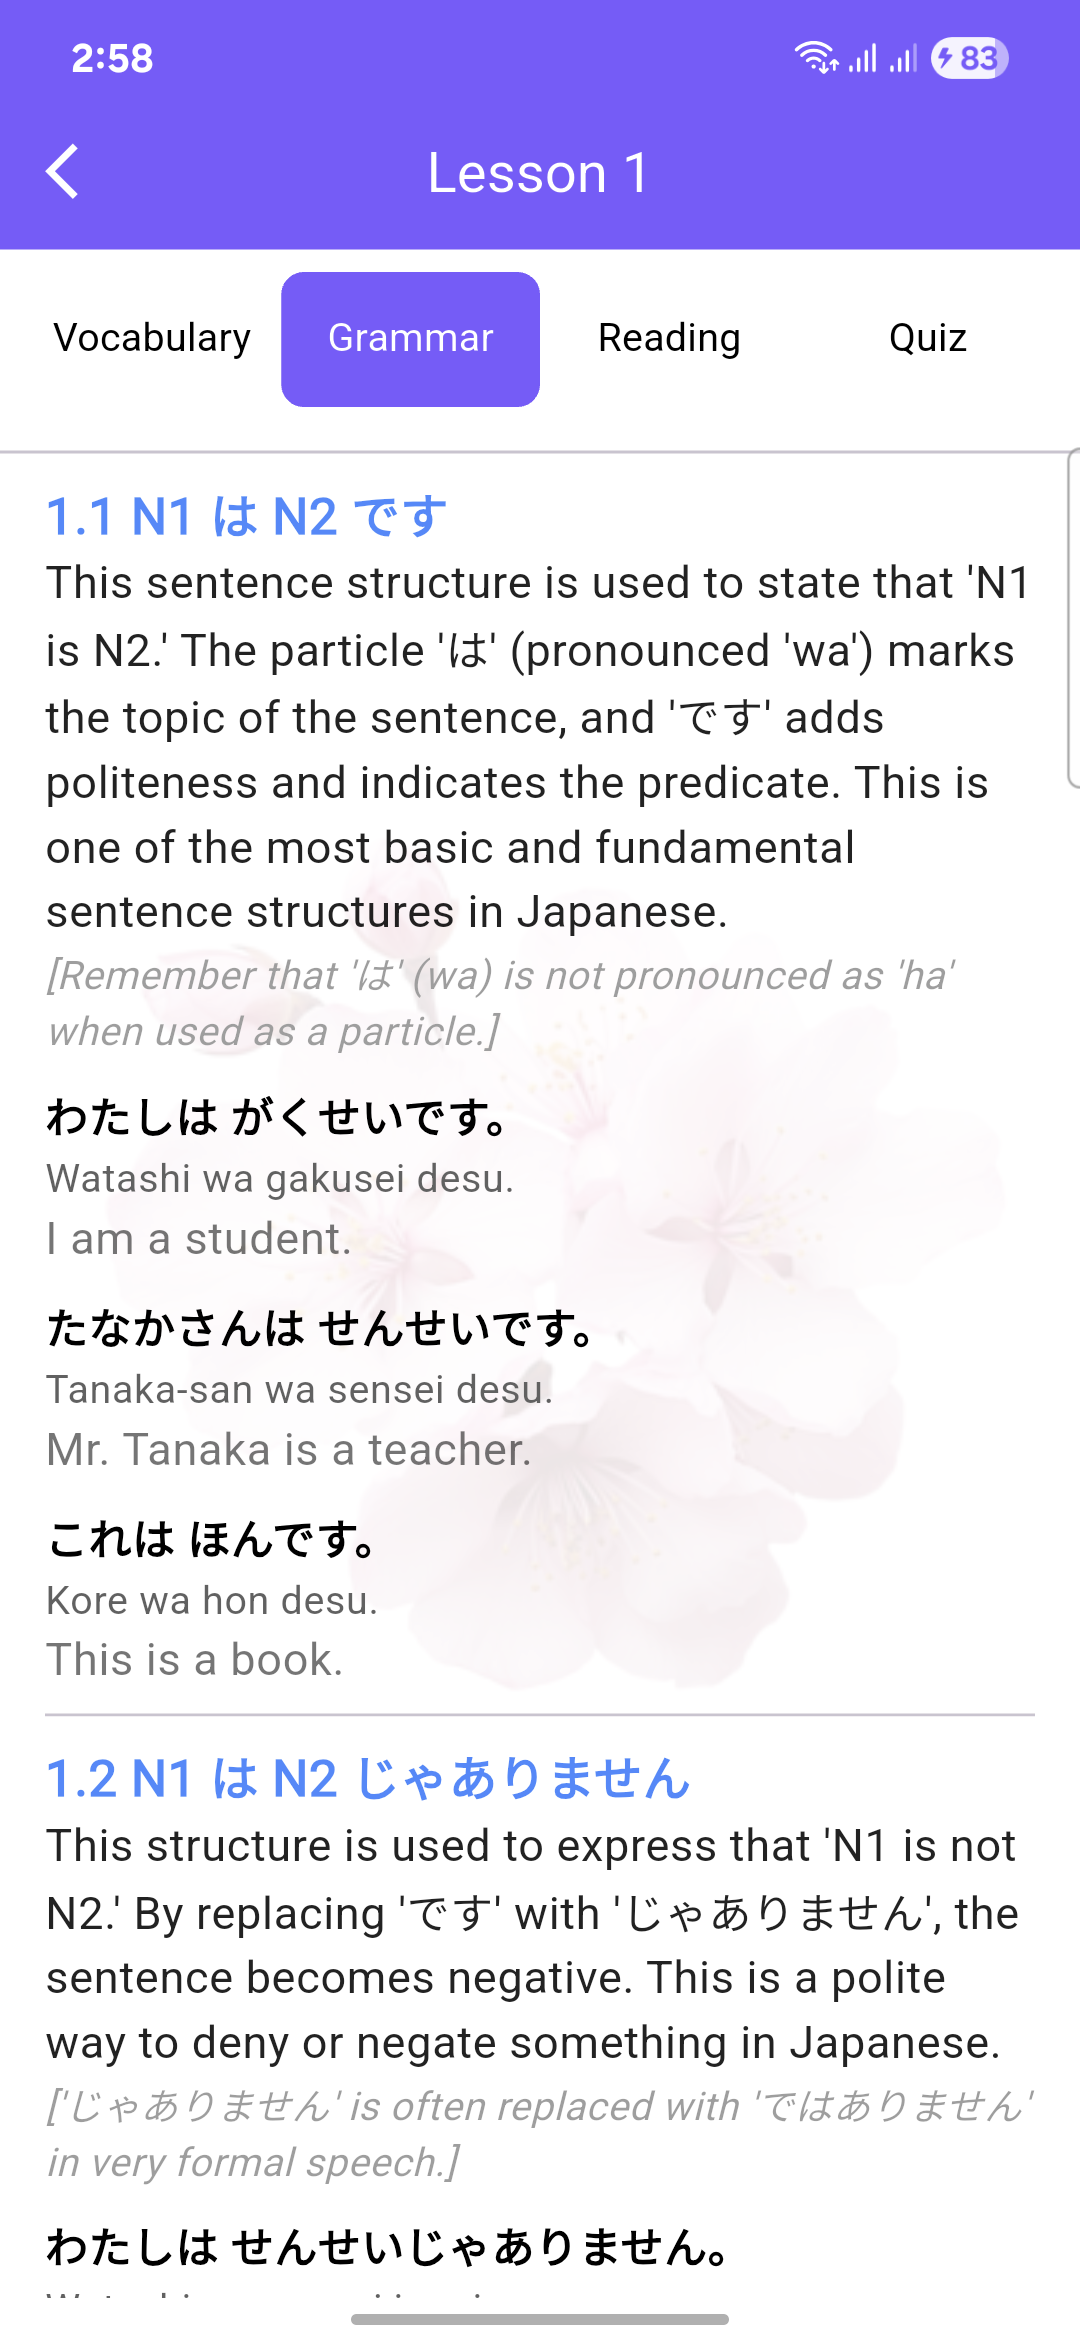 2:58
83
Lesson 1
Vocabulary Grammar Reading Quiz
1.1 N1 は N2 です
This sentence structure is used to state that 'N1
is N2.' The particle 'は' (pronounced 'wa') marks
the topic of the sentence, and 'です' adds
politeness and indicates the predicate. This is
one of the most basic and fundamental
sentence structures in Japanese.
[Remember that 'は' (wa) is not pronounced as 'ha'
when used as a particle.]
わたしは がくせいです。
Watashi wa gakusei desu.
I am a student.
たなかさんは せんせいです。
Tanaka-san wa sensei desu.
Mr. Tanaka is a teacher.
これは ほんです。
Kore wa hon desu.
This is a book.
1.2 N1 は N2 じゃありません
This structure is used to express that 'N1 is not
N2.' By replacing 'です' with 'じゃありません', the
sentence becomes negative. This is a polite
way to deny or negate something in Japanese.
['じゃありません' is often replaced with 'ではありません'
in very formal speech.]
わたしは せんせいじゃありません。